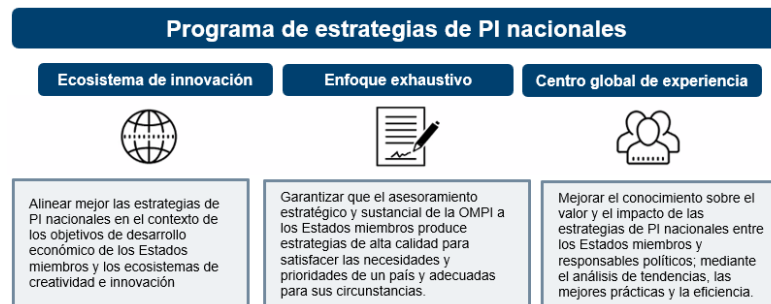 Programa de estrategias de PI nacionales
Ecosistema de innovación
Enfoque exhaustivo
Centro global de experiencia
Alinear mejor las estrategias de
PI nacionales en el contexto de
los objetivos de desarrollo
económico de los Estados
miembros y los ecosistemas de
creatividad e innovación
Garantizar que el asesoramiento
estratégico y sustancial de la OMPI a
los Estados miembros produce
estrategias de alta calidad para
satisfacer las necesidades y
prioridades de un país y adecuadas
para sus circunstancias.
Mejorar el conocimiento sobre el
valor y el impacto de las
estrategias de PI nacionales entre
los Estados miembros y
responsables políticos; mediante
el análisis de tendencias, las
mejores prácticas y la eficiencia.